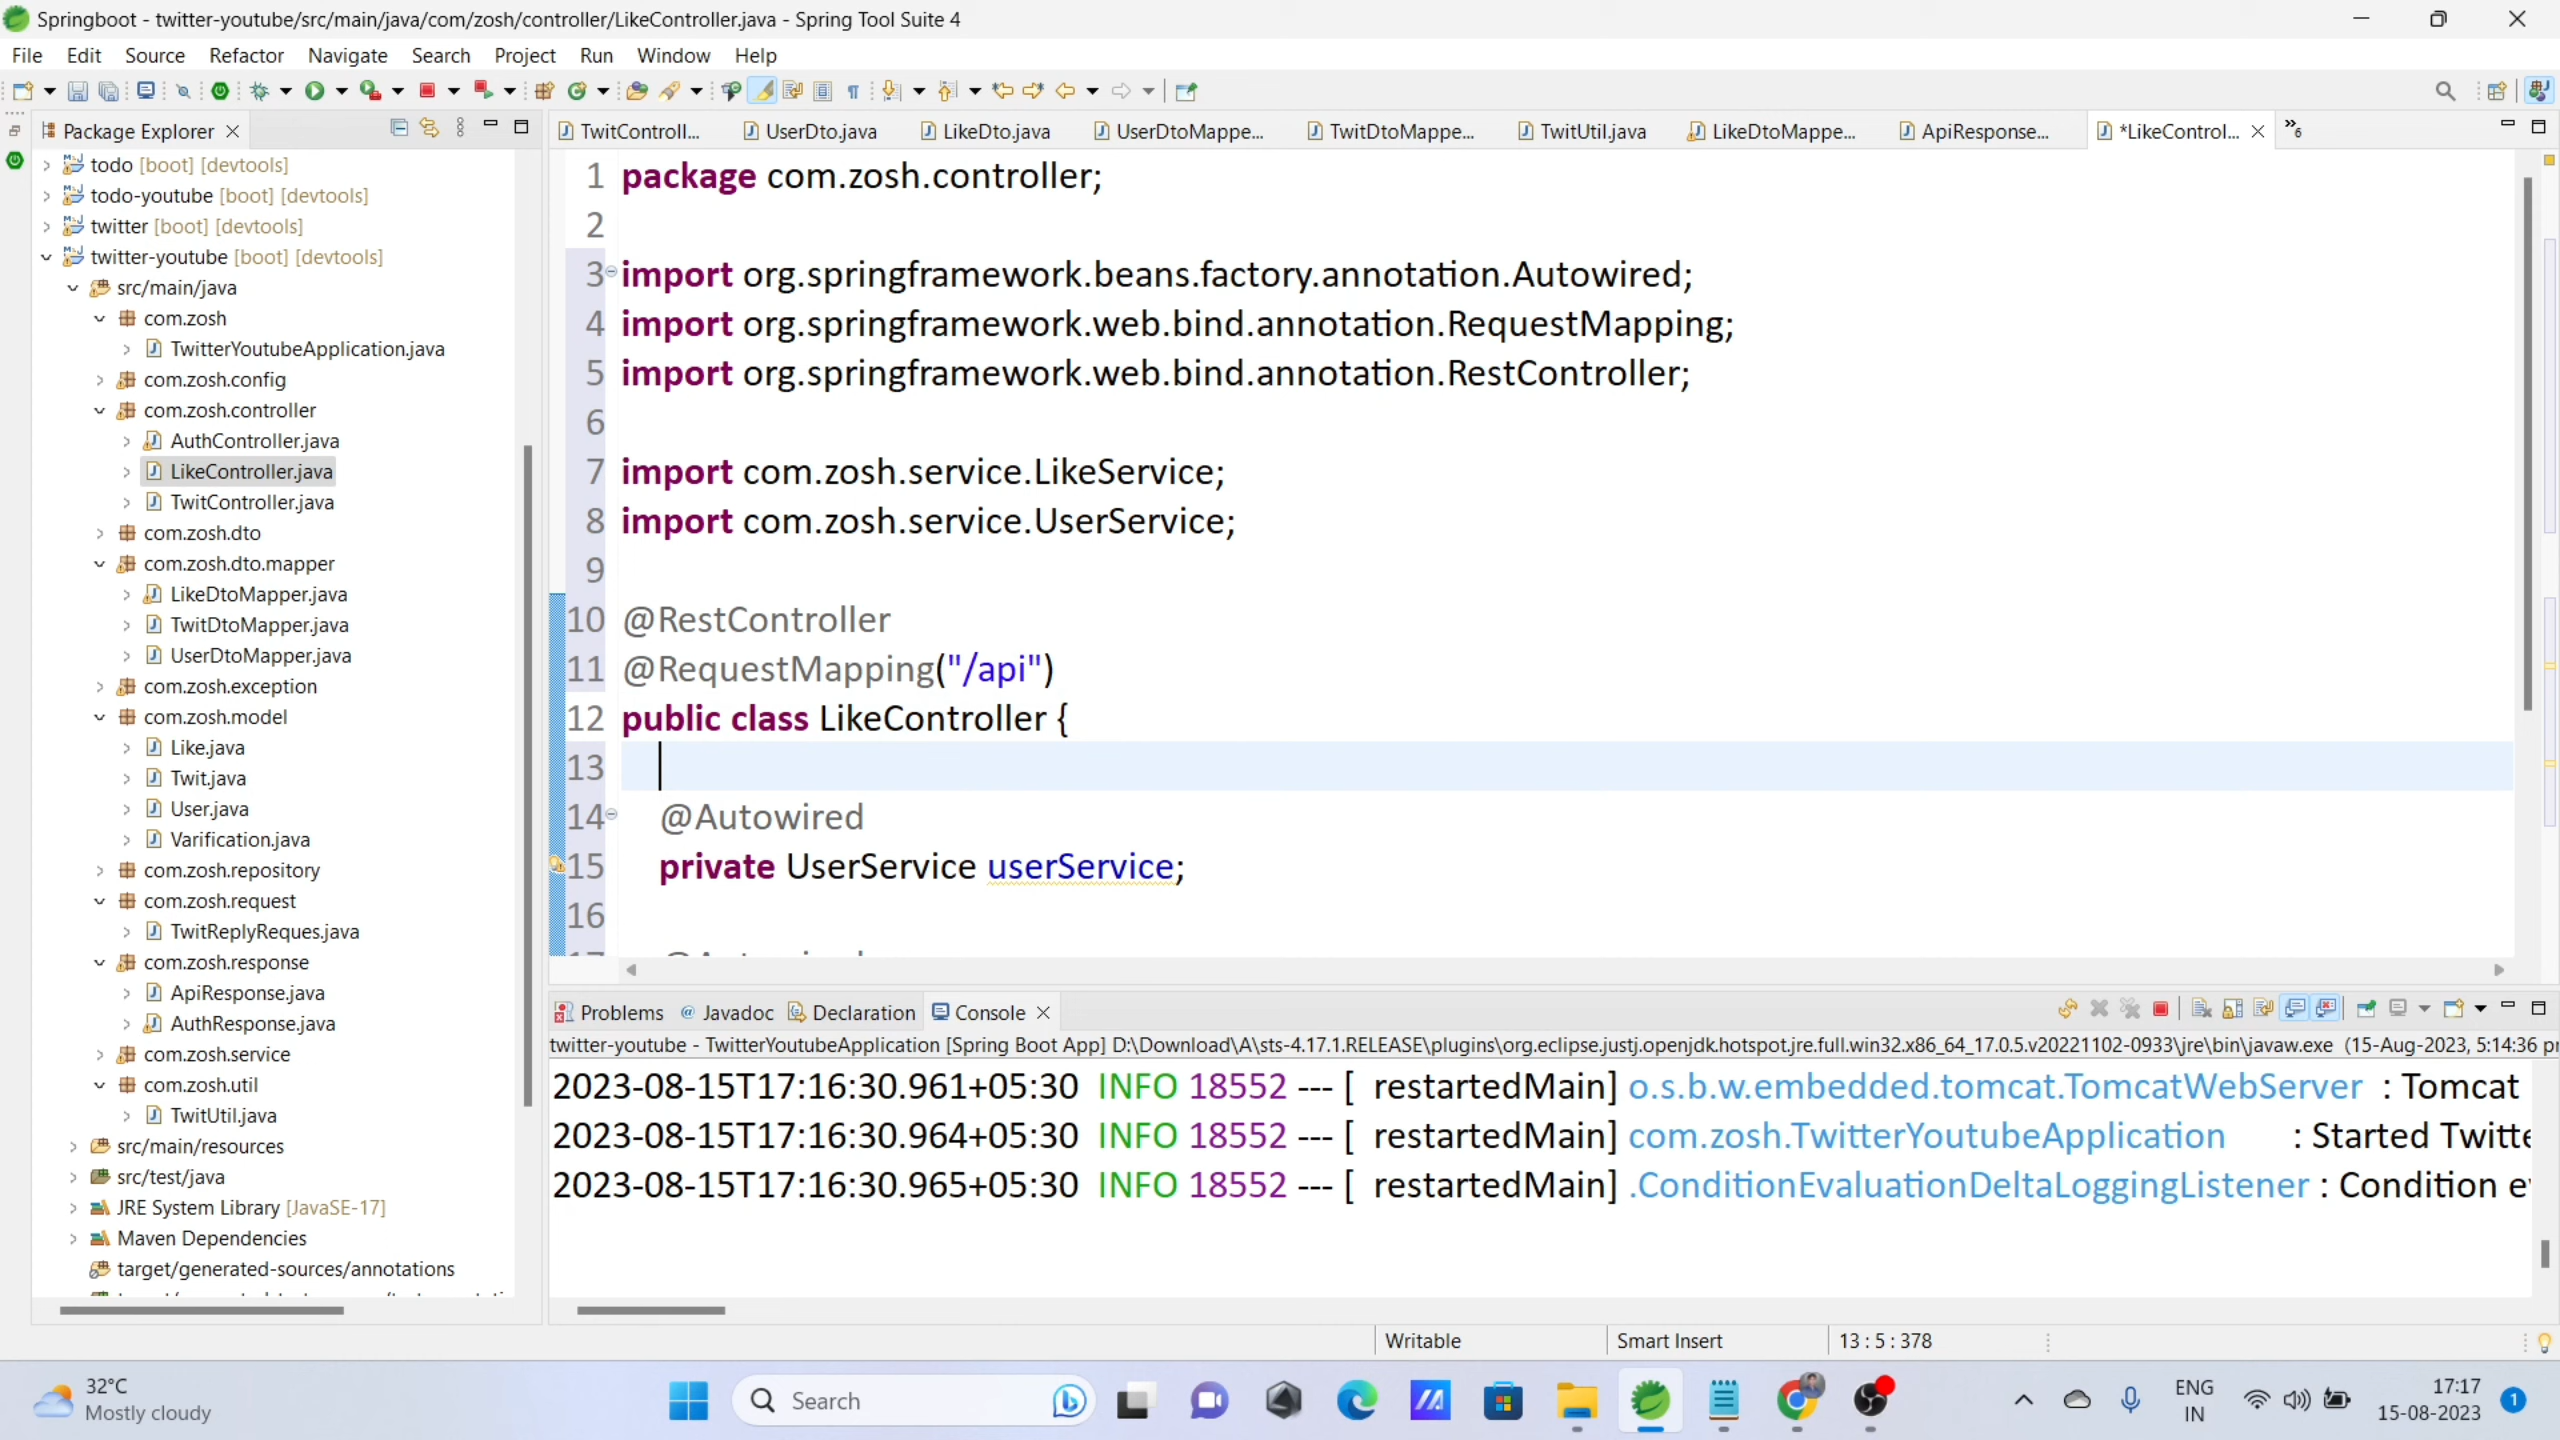 Springboot - twitter-youtube/src/main/java/com/zosh/controller/LikeController.java - Spring Tool Suite 4
File Edit Source Refactor Navigate Search Project Run Window Help
Package Explorer
todo [boot] [devtools]
todo-youtube [boot] [devtools]
twitter [boot] [devtools]
twitter-youtube [boot] [devtools]
src/main/java
com.zosh
TwitterYoutubeApplication.java
com.zosh.config
com.zosh.controller
AuthController.java
LikeController.java
TwitController.java
com.zosh.dto
com.zosh.dto.mapper
LikeDtoMapper.java
TwitDtoMapper.java
UserDtoMapper.java
com.zosh.exception
com.zosh.model
Like.java
Twit.java
User.java
Varification.java
com.zosh.repository
com.zosh.request
TwitReplyReques.java
com.zosh.response
ApiResponse.java
AuthResponse.java
com.zosh.service
com.zosh.util
TwitUtil.java
src/main/resources
src/test/java
JRE System Library [JavaSE-17]
Maven Dependencies
target/generated-sources/annotations
TwitControll... UserDto.java LikeDto.java UserDtoMappe... TwitDtoMappe... TwitUtil.java LikeDtoMappe... ApiResponse... *LikeControl... »6
1 package com.zosh.controller;
2
3 import org.springframework.beans.factory.annotation.Autowired;
4 import org.springframework.web.bind.annotation.RequestMapping;
5 import org.springframework.web.bind.annotation.RestController;
6
7 import com.zosh.service.LikeService;
8 import com.zosh.service.UserService;
9
10 @RestController
11 @RequestMapping("/api")
12 public class LikeController {
13
14 @Autowired
15 private UserService userService;
16
Problems @ Javadoc Declaration Console
twitter-youtube - TwitterYoutubeApplication [Spring Boot App] D:\Download\A\sts-4.17.1.RELEASE\plugins\org.eclipse.justj.openjdk.hotspot.jre.full.win32.x86_64_17.0.5.v20221102-0933\jre\bin\javaw.exe (15-Aug-2023, 5:14:36 pr
2023-08-15T17:16:30.961+05:30 INFO 18552 --- [ restartedMain] o.s.b.w.embedded.tomcat.TomcatWebServer : Tomcat
2023-08-15T17:16:30.964+05:30 INFO 18552 --- [ restartedMain] com.zosh.TwitterYoutubeApplication : Started Twitte
2023-08-15T17:16:30.965+05:30 INFO 18552 --- [ restartedMain] .ConditionEvaluationDeltaLoggingListener : Condition e
Writable Smart Insert 13 : 5 : 378
32°C
Mostly cloudy
Search
ENG
IN
17:17
15-08-2023
1